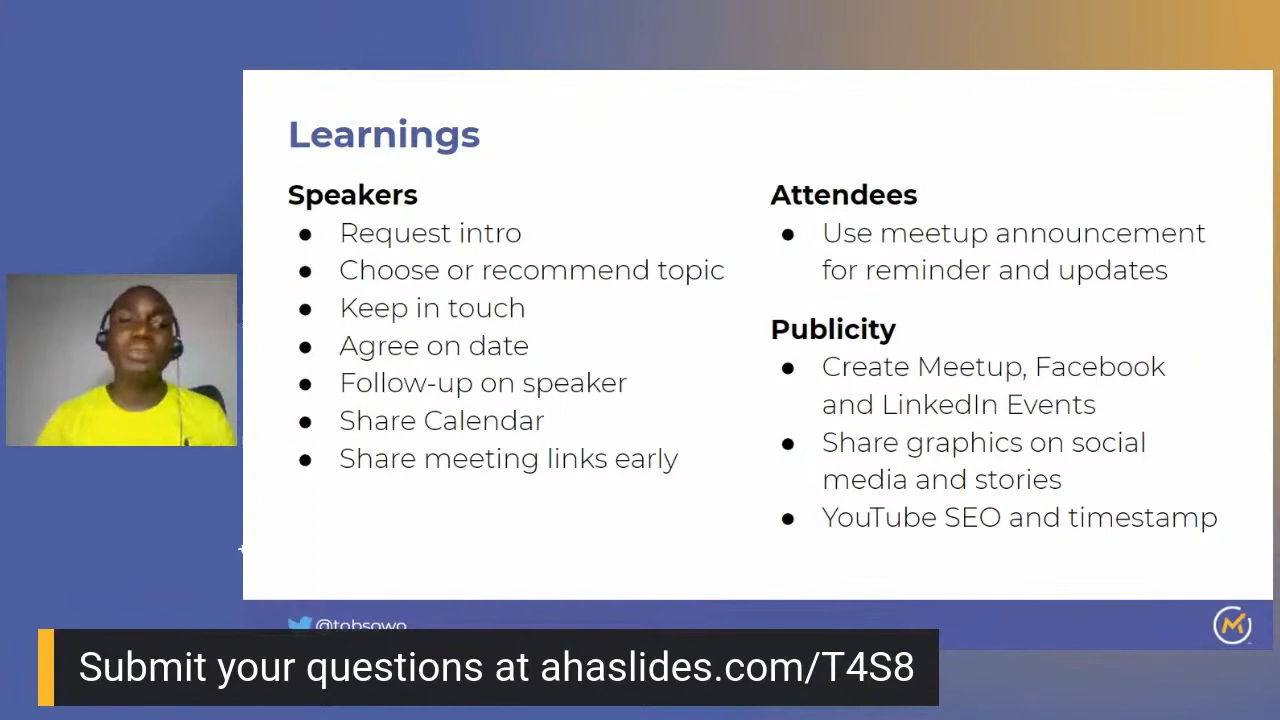 Learnings
Speakers
● Request intro
● Choose or recommend topic
● Keep in touch
● Agree on date
● Follow-up on speaker
● Share Calendar
● Share meeting links early
Attendees
● Use meetup announcement
for reminder and updates
Publicity
● Create Meetup, Facebook
and LinkedIn Events
● Share graphics on social
media and stories
● YouTube SEO and timestamp
@tobsowo
Submit your questions at ahaslides.com/T4S8